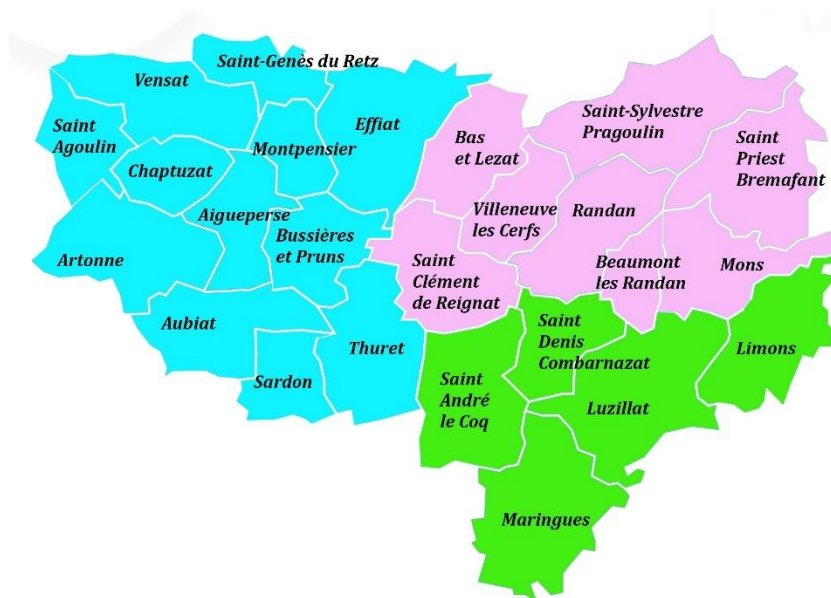 Saint-Genès du Retz
Vensat
Effiat
Saint
Agoulin
Montpensier
Chaptuzat
Bas
et Lezat
Saint-Sylvestre
Pragoulin
Saint
Priest
Bremafant
Aigueperse
Villeneuve
les Cerfs
Randan
Bussières
et Pruns
Artonne
Saint
Clément
de Reignat
Beaumont
les Randan
Mons
Aubiat
Thuret
Saint
Denis
Combarnazat
Limons
Sardon
Saint
André
le Coq
Luzillat
Maringues